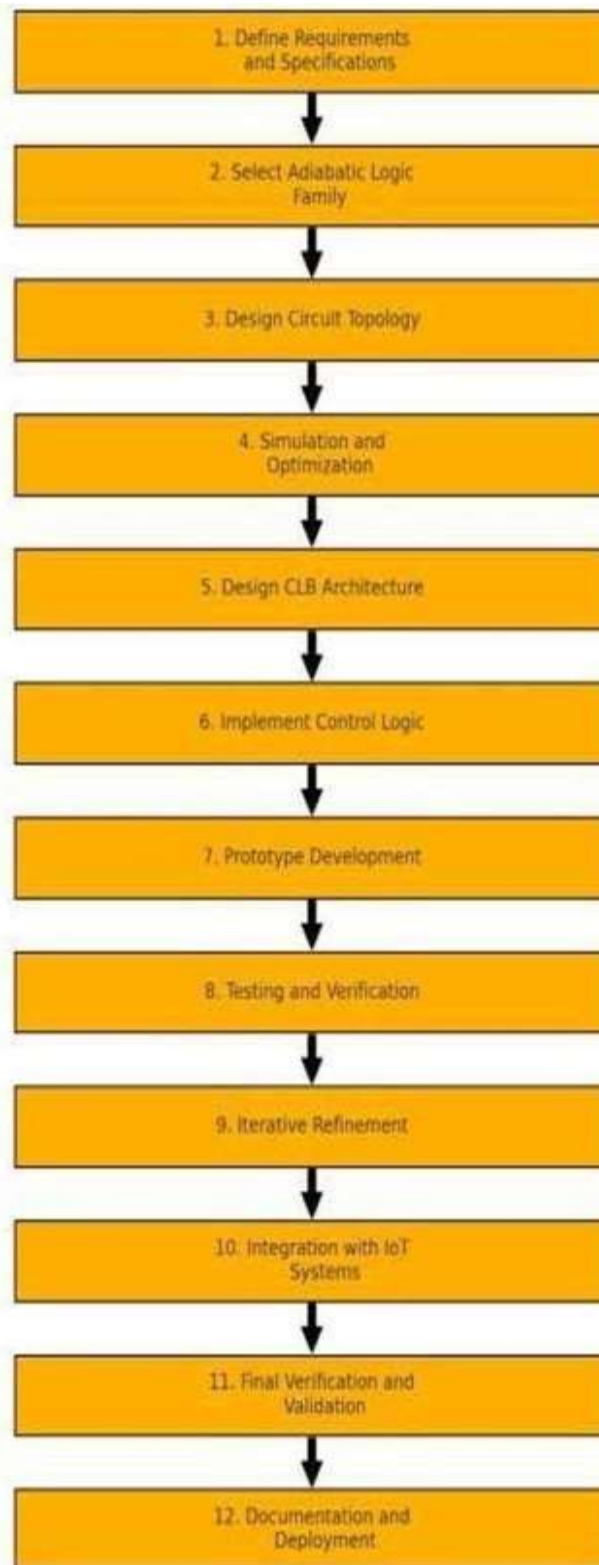 1. Define Requirements
and Specifications
2. Select Adiabatic Logic
Family
3. Design Circuit Topology
4. Simulation and
Optimization
5. Design CLB Architecture
6. Implement Control Logic
7. Prototype Development
8. Testing and Verification
9. Iterative Refinement
10. Integration with IoT
Systems
11. Final Verification and
Validation
12. Documentation and
Deployment